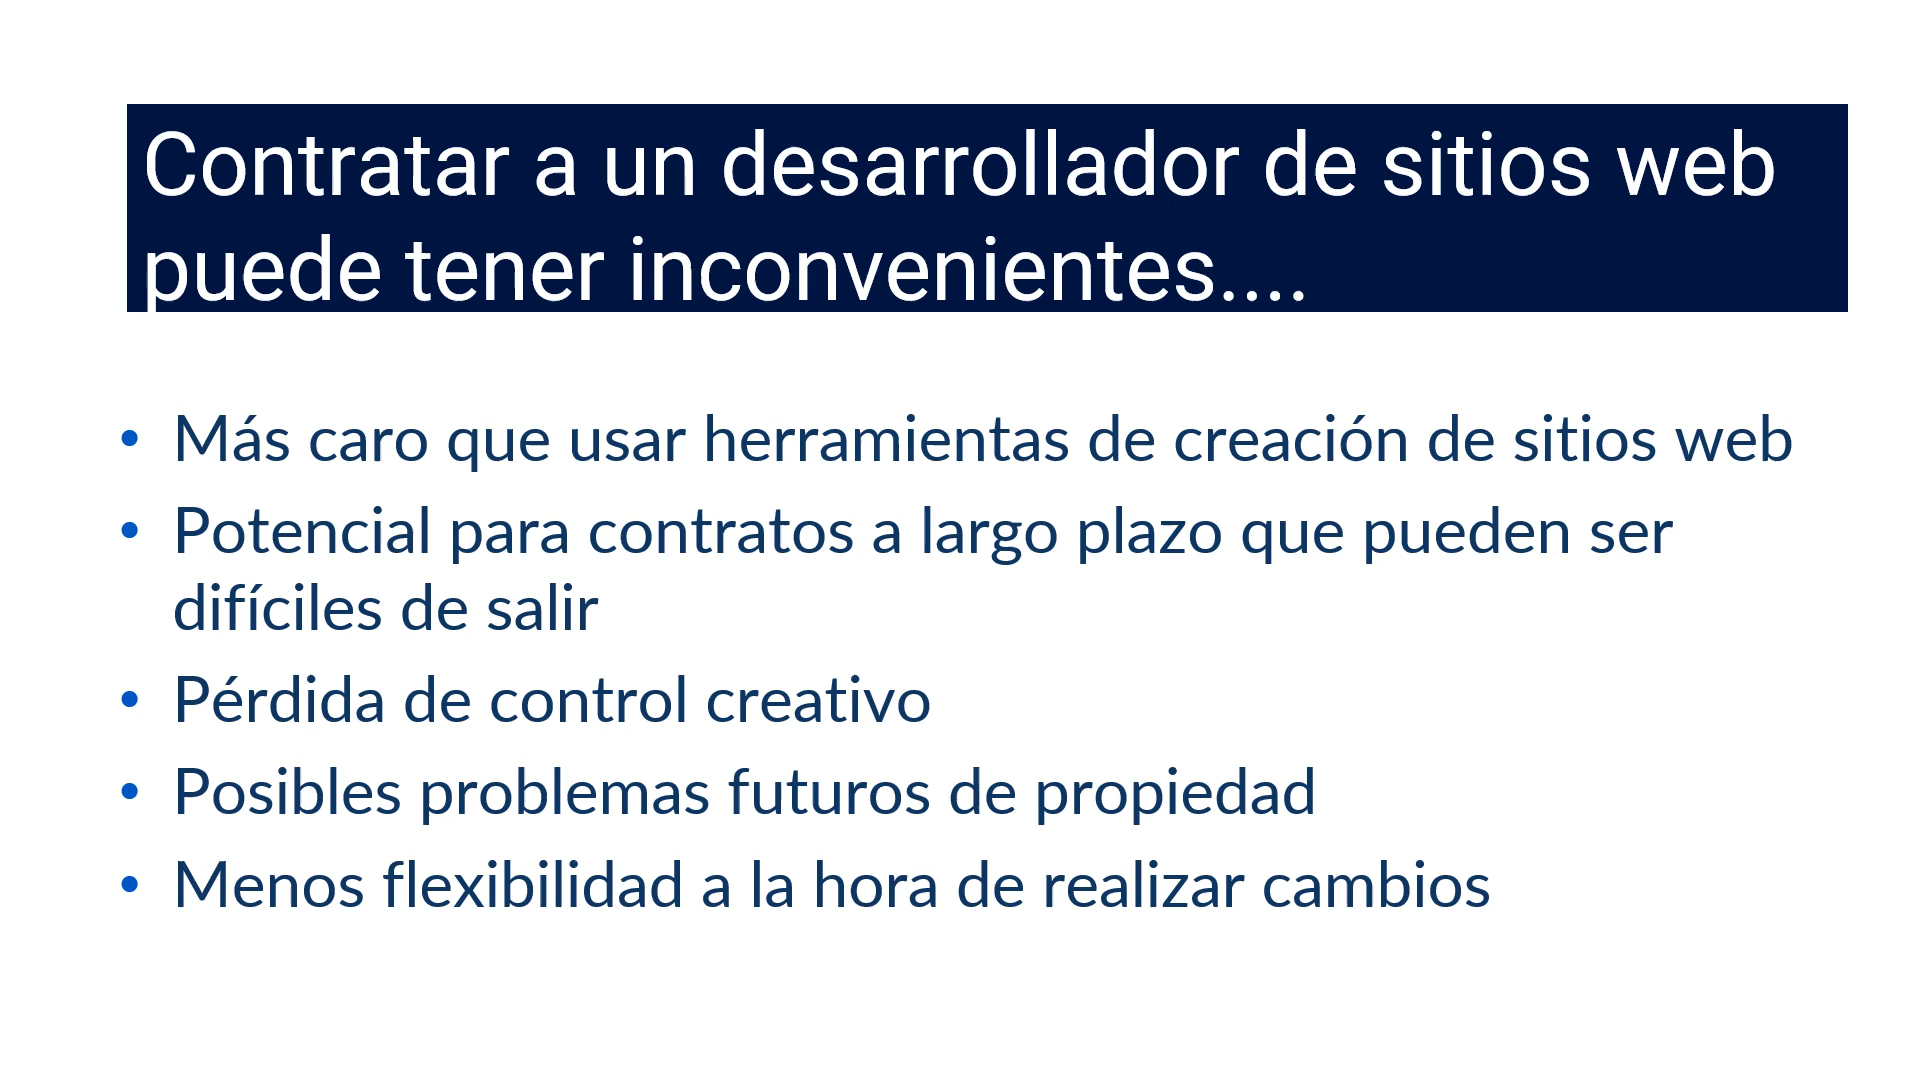 Contratar a un desarrollador de sitios web
puede tener inconvenientes....
• Más caro que usar herramientas de creación de sitios web
• Potencial para contratos a largo plazo que pueden ser
difíciles de salir
• Pérdida de control creativo
• Posibles problemas futuros de propiedad
• Menos flexibilidad a la hora de realizar cambios